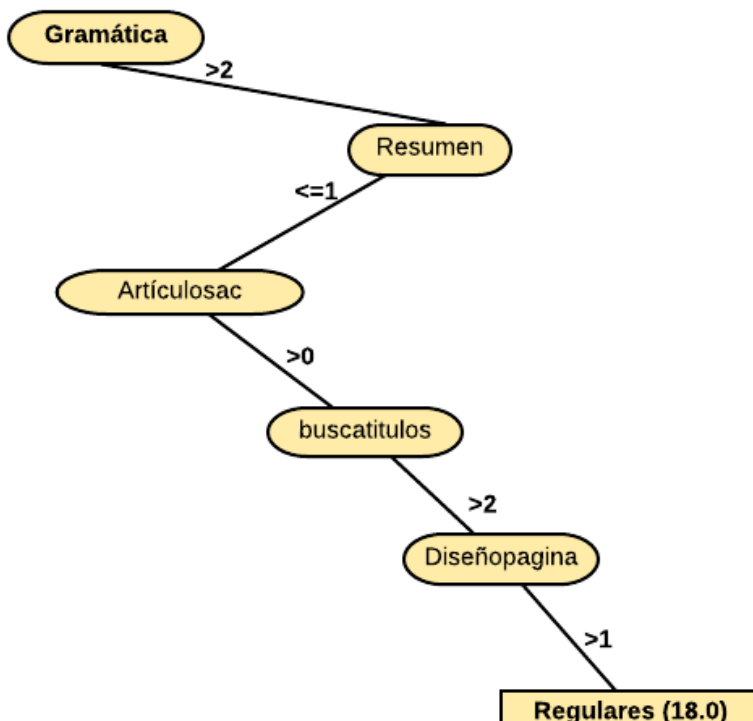 Gramática
>2
Resumen
<=1
Artículosac
>0
buscatitulos
>2
Diseñopagina
>1
Regulares (18.0)